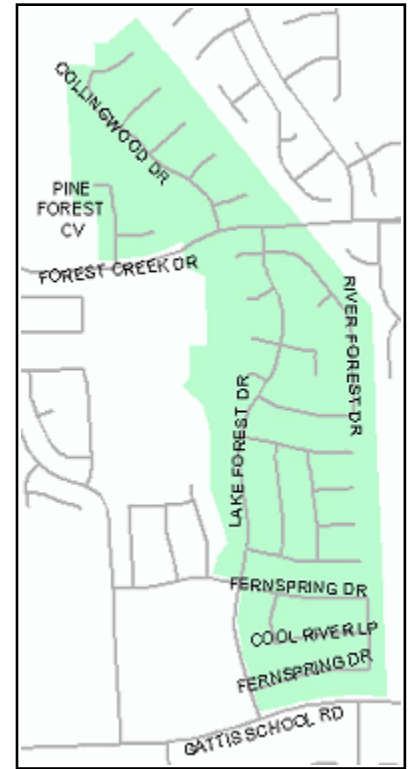 COLLINGWOOD DR
PINE
FOREST
CV
FOREST CREEK DR
RIVER FOREST DR
LAKE FOREST DR
FERNSPRING DR
COOL RIVER LP
FERNSPRING DR
GATTIS SCHOOL RD